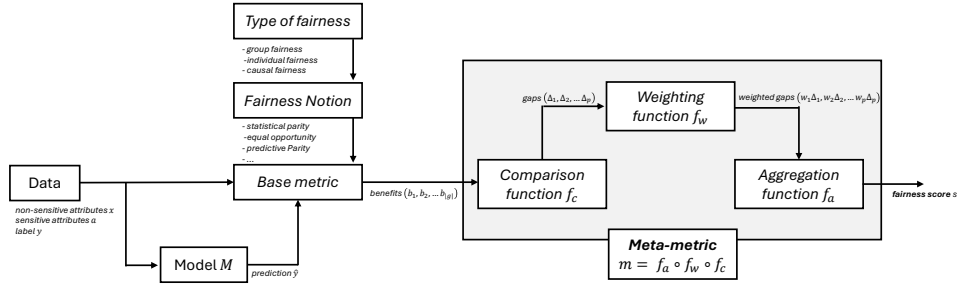 Type of fairness
- group fairness
-individual fairness
- causal fairness
Fairness Notion
- statistical parity
-equal opportunity
- predictive Parity
- ...
Data
non-sensitive attributes x
sensitive attributes a
label y
Model M
prediction ŷ
Base metric
benefits (b₁, b₂, ... b|g|)
Comparison
function f_c
gaps (Δ₁, Δ₂, ... Δₚ)
Weighting
function f_w
weighted gaps (w₁Δ₁, w₂Δ₂, ... wₚΔₚ)
Aggregation
function f_a
fairness score s
Meta-metric
m = f_a ∘ f_w ∘ f_c